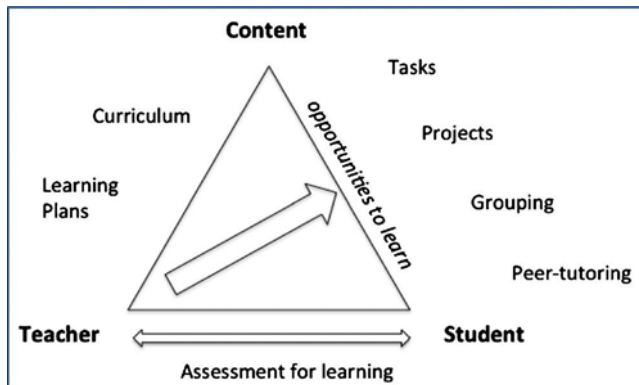 Content
Tasks
Curriculum
opportunities to learn
Projects
Learning
Plans
Grouping
Peer-tutoring
Teacher
Student
Assessment for learning